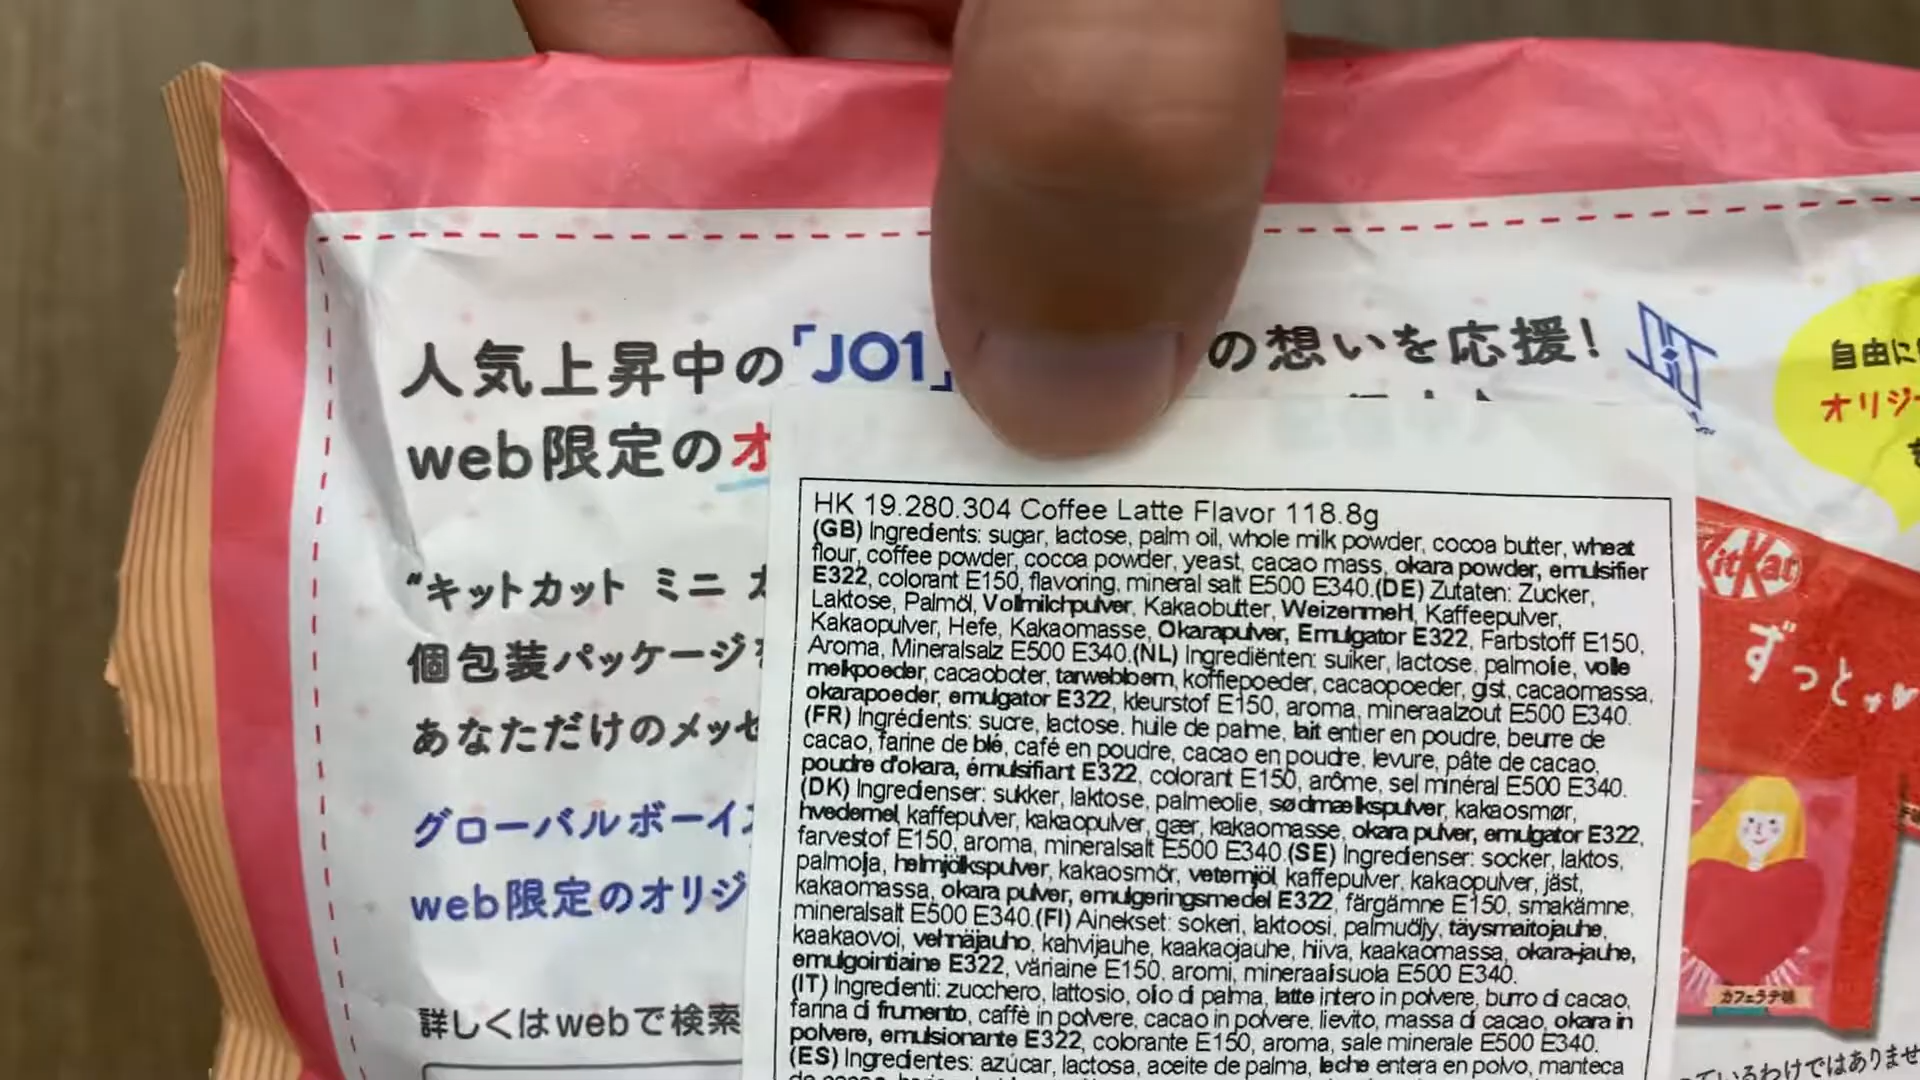 人気上昇中の「JO1」の想いを応援!
web限定のオ
自由に
オリジ
"キットカット ミニ
個包装パッケージ
あなただけのメッセ
グローバルボーイズ
web限定のオリジ
詳しくはwebで検索
HK 19.280.304 Coffee Latte Flavor 118.8g
(GB) Ingredients: sugar, lactose, palm oil, whole milk powder, cocoa butter, wheat
flour, coffee powder, cocoa powder, yeast, cacao mass, okara powder, emulsifier
E322, colorant E150, flavoring, mineral salt E500 E340.(DE) Zutaten: Zucker,
Laktose, Palmöl, Vollmilchpulver, Kakaobutter, Weizenmehl, Kaffeepulver,
Kakaopulver, Hefe, Kakaomasse, Okarapulver, Emulgator E322, Farbstoff E150,
Aroma, Mineralsalz E500 E340.(NL) Ingrediënten: suiker, lactose, palmolie, volle
melkpoeder, cacaoboter, tarwebloem, koffiepoeder, cacaopoeder, gist, cacaomassa,
okarapoeder, emulgator E322, kleurstof E150, aroma, mineraalzout E500 E340.
(FR) Ingrédients: sucre, lactose, huile de palme, lait entier en poudre, beurre de
cacao, farine de blé, café en poudre, cacao en poudre, levure, pâte de cacao,
poudre d'okara, émulsifiart E322, colorant E150, arôme, sel minéral E500 E340.
(DK) Ingredienser: sukker, laktose, palmeolie, sødmælkspulver, kakaosmør,
hvedemel, kaffepulver, kakaopulver, gær, kakaomasse, okara pulver, emulgator E322,
farvestof E150, aroma, mineralsalt E500 E340.(SE) Ingredienser: socker, laktos,
palmolja, helmjölkspulver, kakaosmör, vetemjöl, kaffepulver, kakaopulver, jäst,
kakaomassa, okara pulver, emulgeringsmedel E322, färgämne E150, smakämne,
mineralsalt E500 E340.(FI) Ainekset: sokeri, laktoosi, palmuöljy, täysmaitojauhe,
kaakaovoi, vehnäjauho, kahvijauhe, kaakaojauhe, hiiva, kaakaomassa, okara-jauhe,
emulgointiaine E322, väriaine E150, aromi, mineraalisuola E500 E340.
(IT) Ingredienti: zucchero, lattosio, olio di palma, latte intero in polvere, burro di cacao,
farina di frumento, caffè in polvere, cacao in polvere, lievito, massa di cacao, okara in
polvere, emulsionante E322, colorante E150, aroma, sale minerale E500 E340.
(ES) Ingredientes: azúcar, lactosa, aceite de palma, leche entera en polvo, manteca
KitKat
ずっと
カフェラテ味
ているわけではありませ